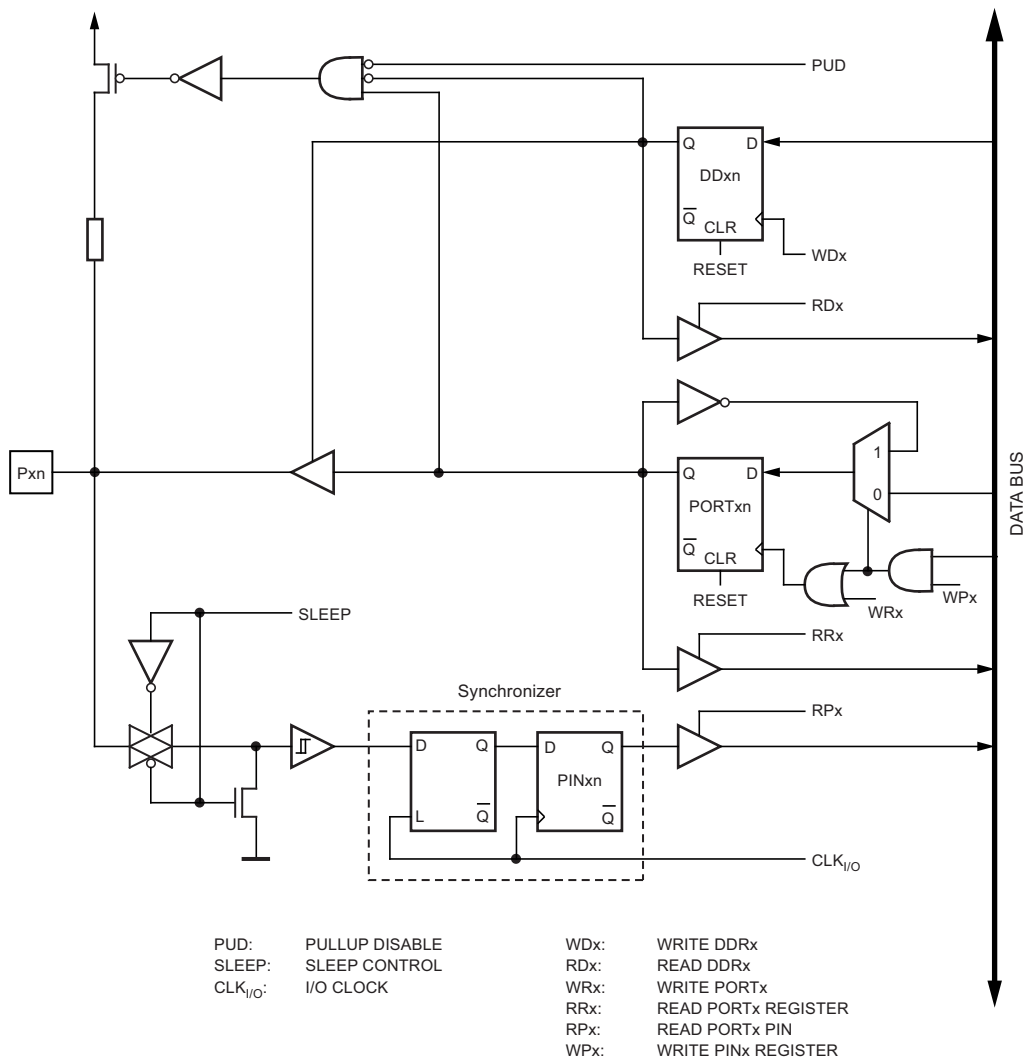 PUD
Q D
DDxn
Q CLR
WDx
RESET
RDx
1
Pxn
Q D
0
PORTxn
DATA BUS
Q CLR
RESET
WRx
WPx
SLEEP
RRx
Synchronizer
RPx
D Q D Q
PINxn
L Q Q
CLKI/O
PUD: PULLUP DISABLE
SLEEP: SLEEP CONTROL
CLKI/O: I/O CLOCK
WDx: WRITE DDRx
RDx: READ DDRx
WRx: WRITE PORTx
RRx: READ PORTx REGISTER
RPx: READ PORTx PIN
WPx: WRITE PINx REGISTER